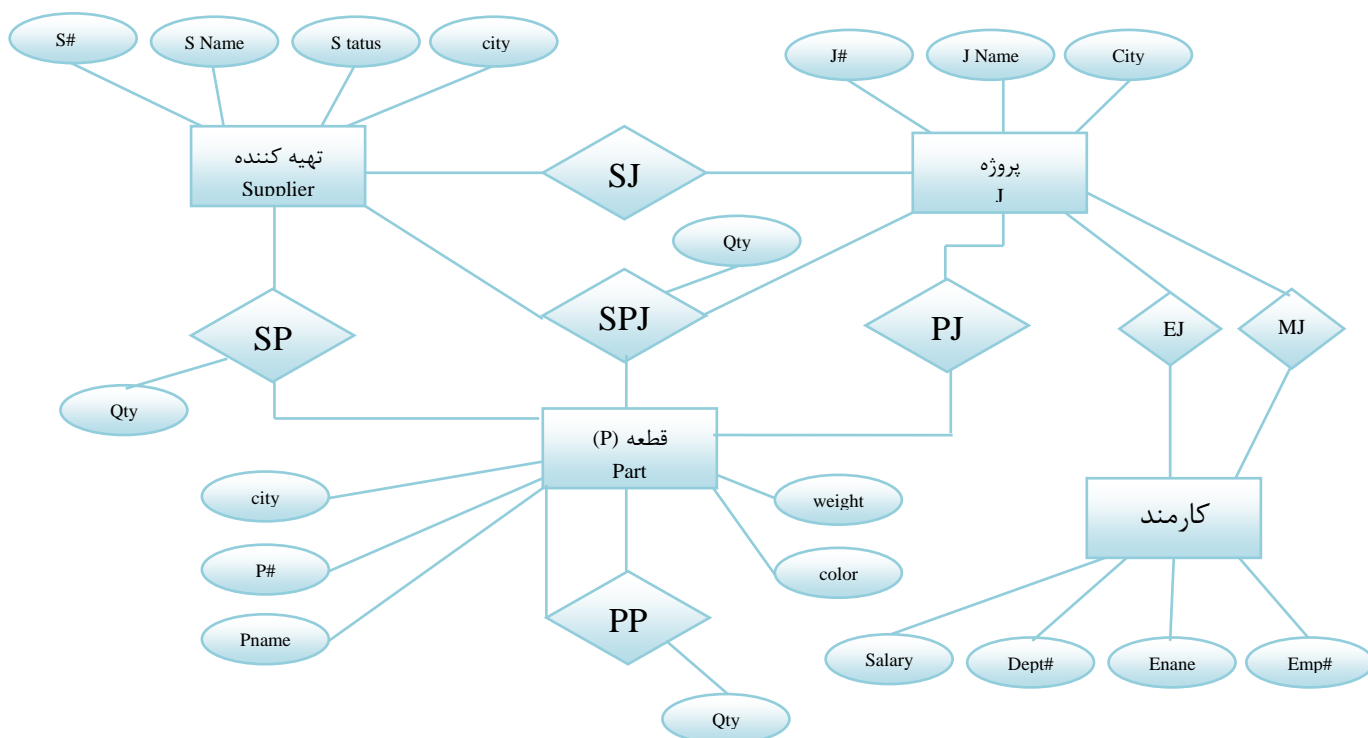 S#
S Name
S tatus
city
J#
J Name
City
تهیه کننده
Supplier
پروژه
J
SJ
Qty
SP
SPJ
PJ
EJ
MJ
Qty
قطعه (P)
Part
city
weight
کارمند
P#
color
Pname
PP
Salary
Dept#
Enane
Emp#
Qty